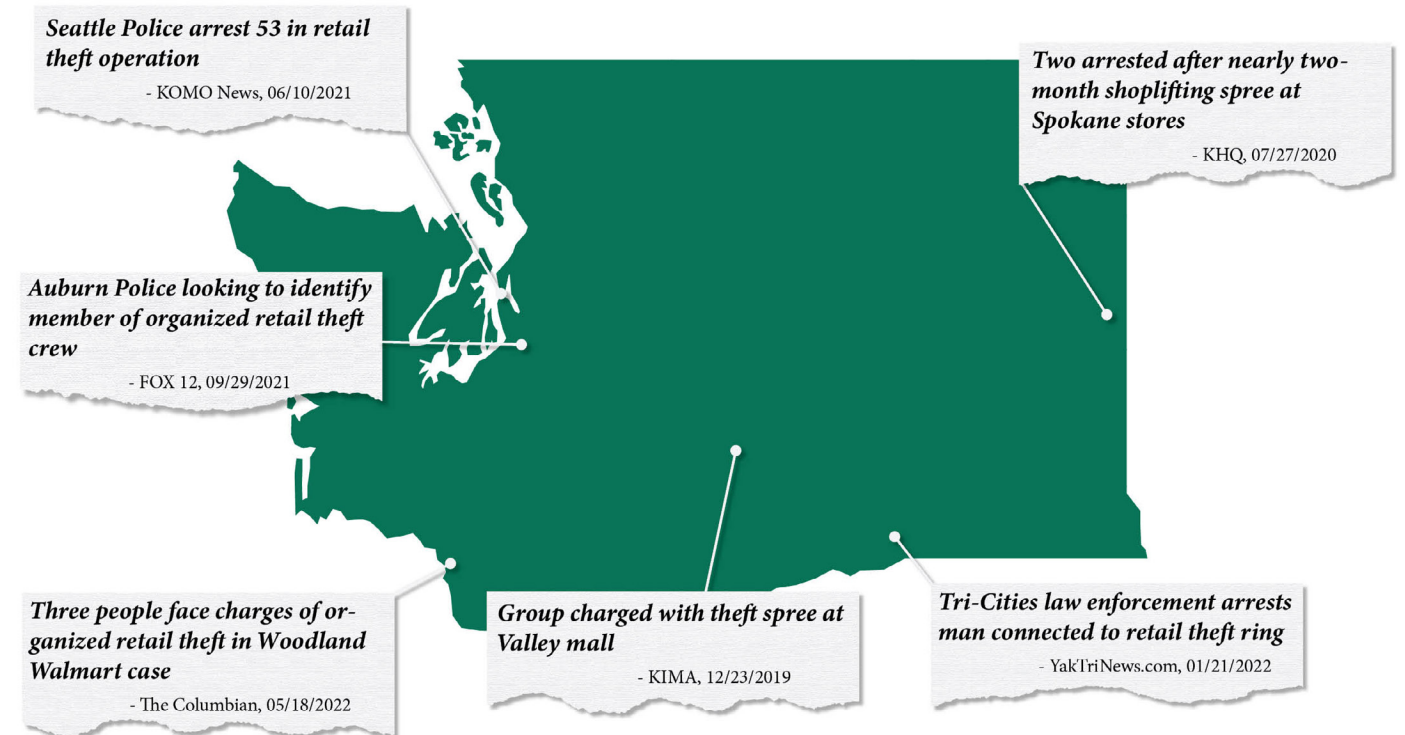 Seattle Police arrest 53 in retail
theft operation
- KOMO News, 06/10/2021
Two arrested after nearly two-
month shoplifting spree at
Spokane stores
- KHQ, 07/27/2020
Auburn Police looking to identify
member of organized retail theft
crew
- FOX 12, 09/29/2021
Three people face charges of or-
ganized retail theft in Woodland
Walmart case
- The Columbian, 05/18/2022
Group charged with theft spree at
Valley mall
- KIMA, 12/23/2019
Tri-Cities law enforcement arrests
man connected to retail theft ring
- YakTriNews.com, 01/21/2022